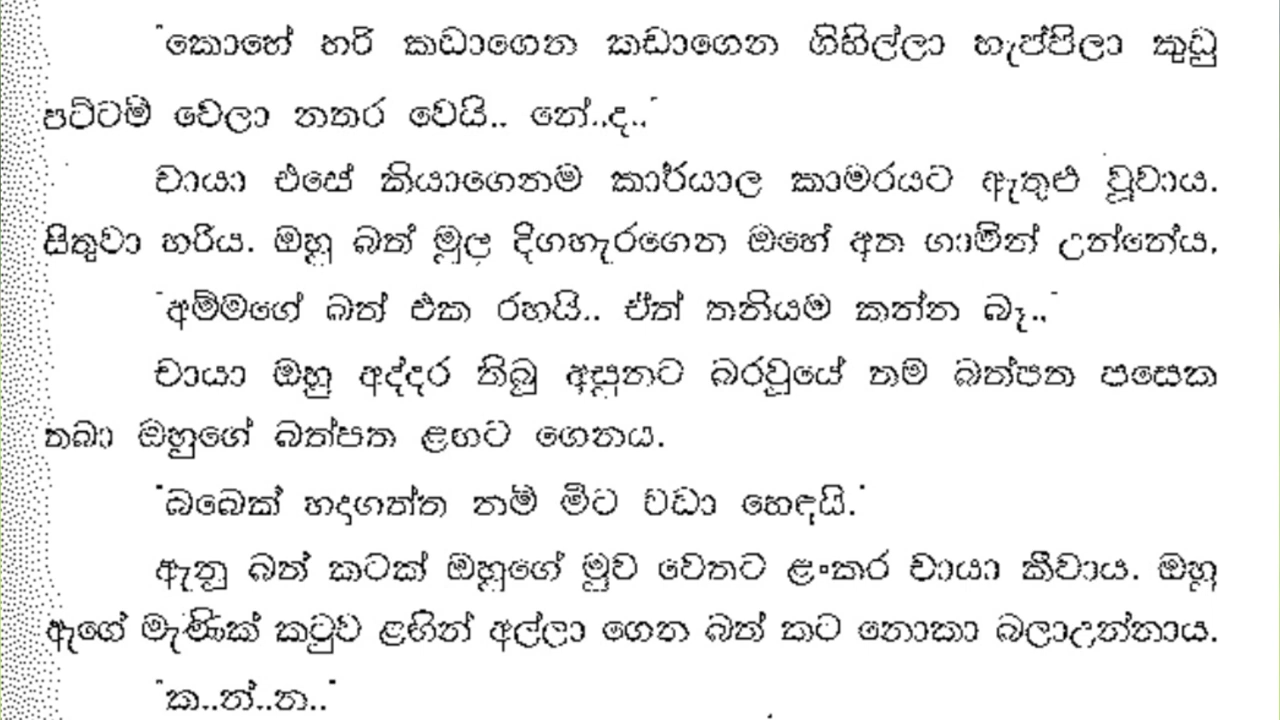 "කොහේ හරි කඩාගෙන කඩාගෙන ගිහිල්ලා හැප්පිලා කුඩු
පට්ටම් වෙලා නතර වෙයි.. නේ..ද.."
චායා එසේ කියාගෙනම කාර්යාල කාමරයට ඇතුළු වූවාය.
සිතුවා හරිය. ඔහු බත් මුල දිගහැරගෙන ඔහේ අත ගාමින් උන්නේය.
"අම්මගේ බත් එක රහයි.. ඒත් තනියම කන්න බෑ.."
චායා ඔහු අද්දර තිබූ අසුනට බරවූයේ තම බත්පත පසෙක
තබා ඔහුගේ බත්පත ළඟට ගෙනය.
"බබෙක් හදාගත්ත නම් මීට වඩා හෙඳයි."
ඇනූ බත් කටක් ඔහුගේ මුව වෙතට ළංකර චායා කීවාය. ඔහු
ඇගේ මැණික් කටුව ළඟින් අල්ලා ගෙන බත් කට නොකා බලාඋන්නාය.
"ක..න්..න.."